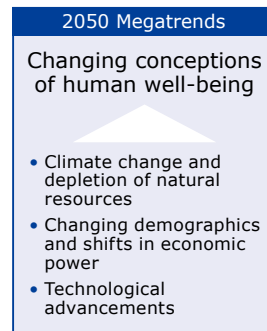 2050 Megatrends
Changing conceptions
of human well-being
• Climate change and
depletion of natural
resources
• Changing demographics
and shifts in economic
power
• Technological
advancements